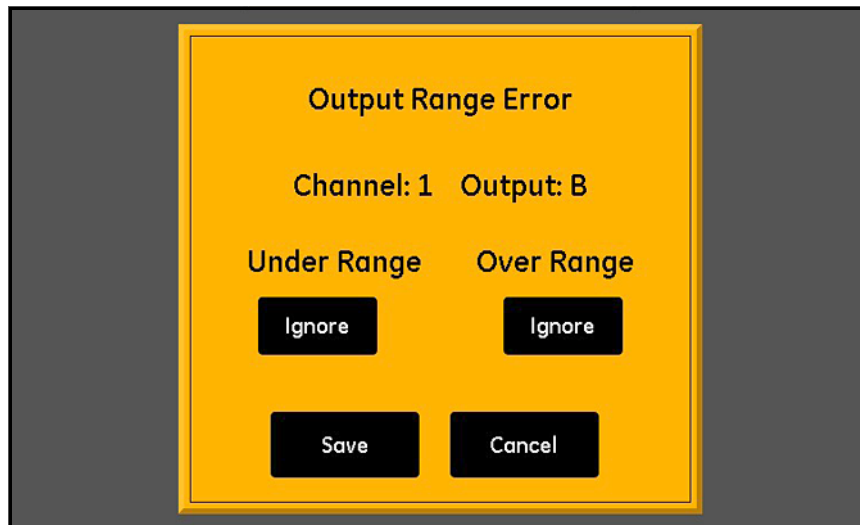 Output Range Error
Channel: 1 Output: B
Under Range Over Range
Ignore Ignore
Save Cancel